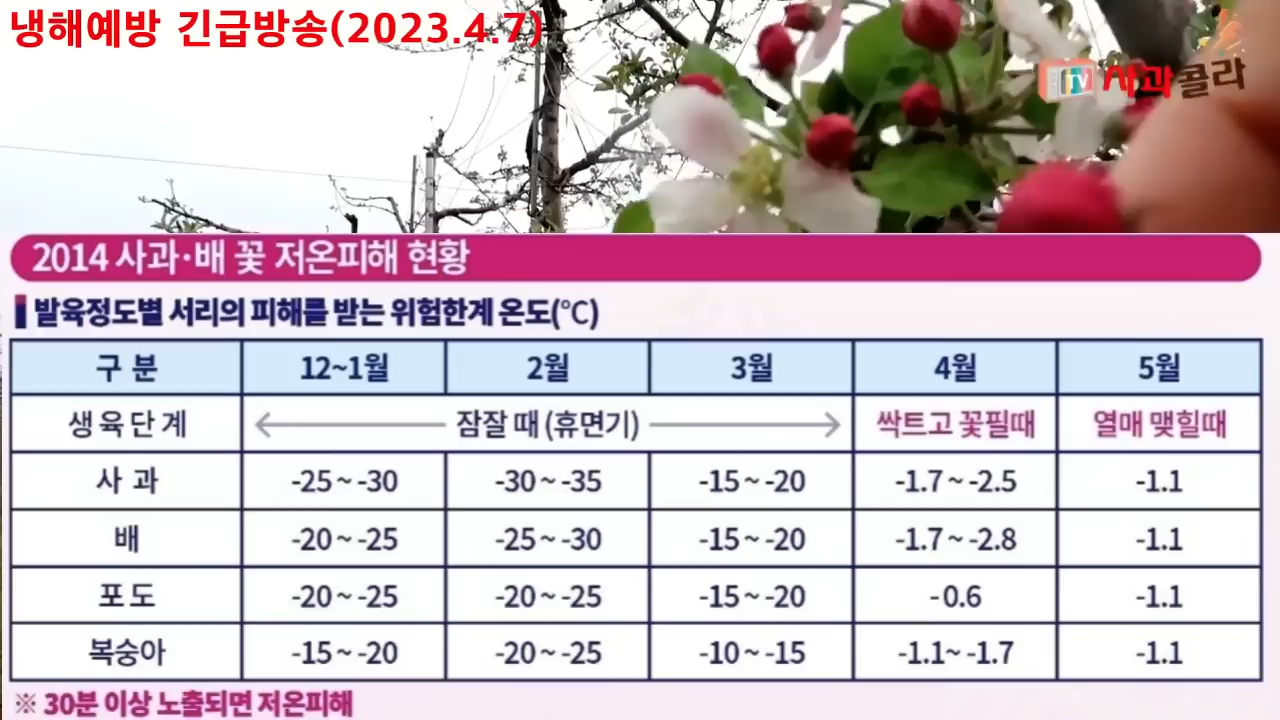 냉해예방 긴급방송(2023.4.7)
TV 사과콜라
2014 사과·배 꽃 저온피해 현황
발육정도별 서리의 피해를 받는 위험한계 온도(℃)
구 분 12~1월 2월 3월 4월 5월
생육단계 잠잘 때 (휴면기) 싹트고 꽃필때 열매 맺힐때
사 과 -25 ~ -30 -30 ~ -35 -15 ~ -20 -1.7 ~ -2.5 -1.1
배 -20 ~ -25 -25 ~ -30 -15 ~ -20 -1.7 ~ -2.8 -1.1
포 도 -20 ~ -25 -20 ~ -25 -15 ~ -20 -0.6 -1.1
복숭아 -15 ~ -20 -20 ~ -25 -10 ~ -15 -1.1~ -1.7 -1.1
※ 30분 이상 노출되면 저온피해